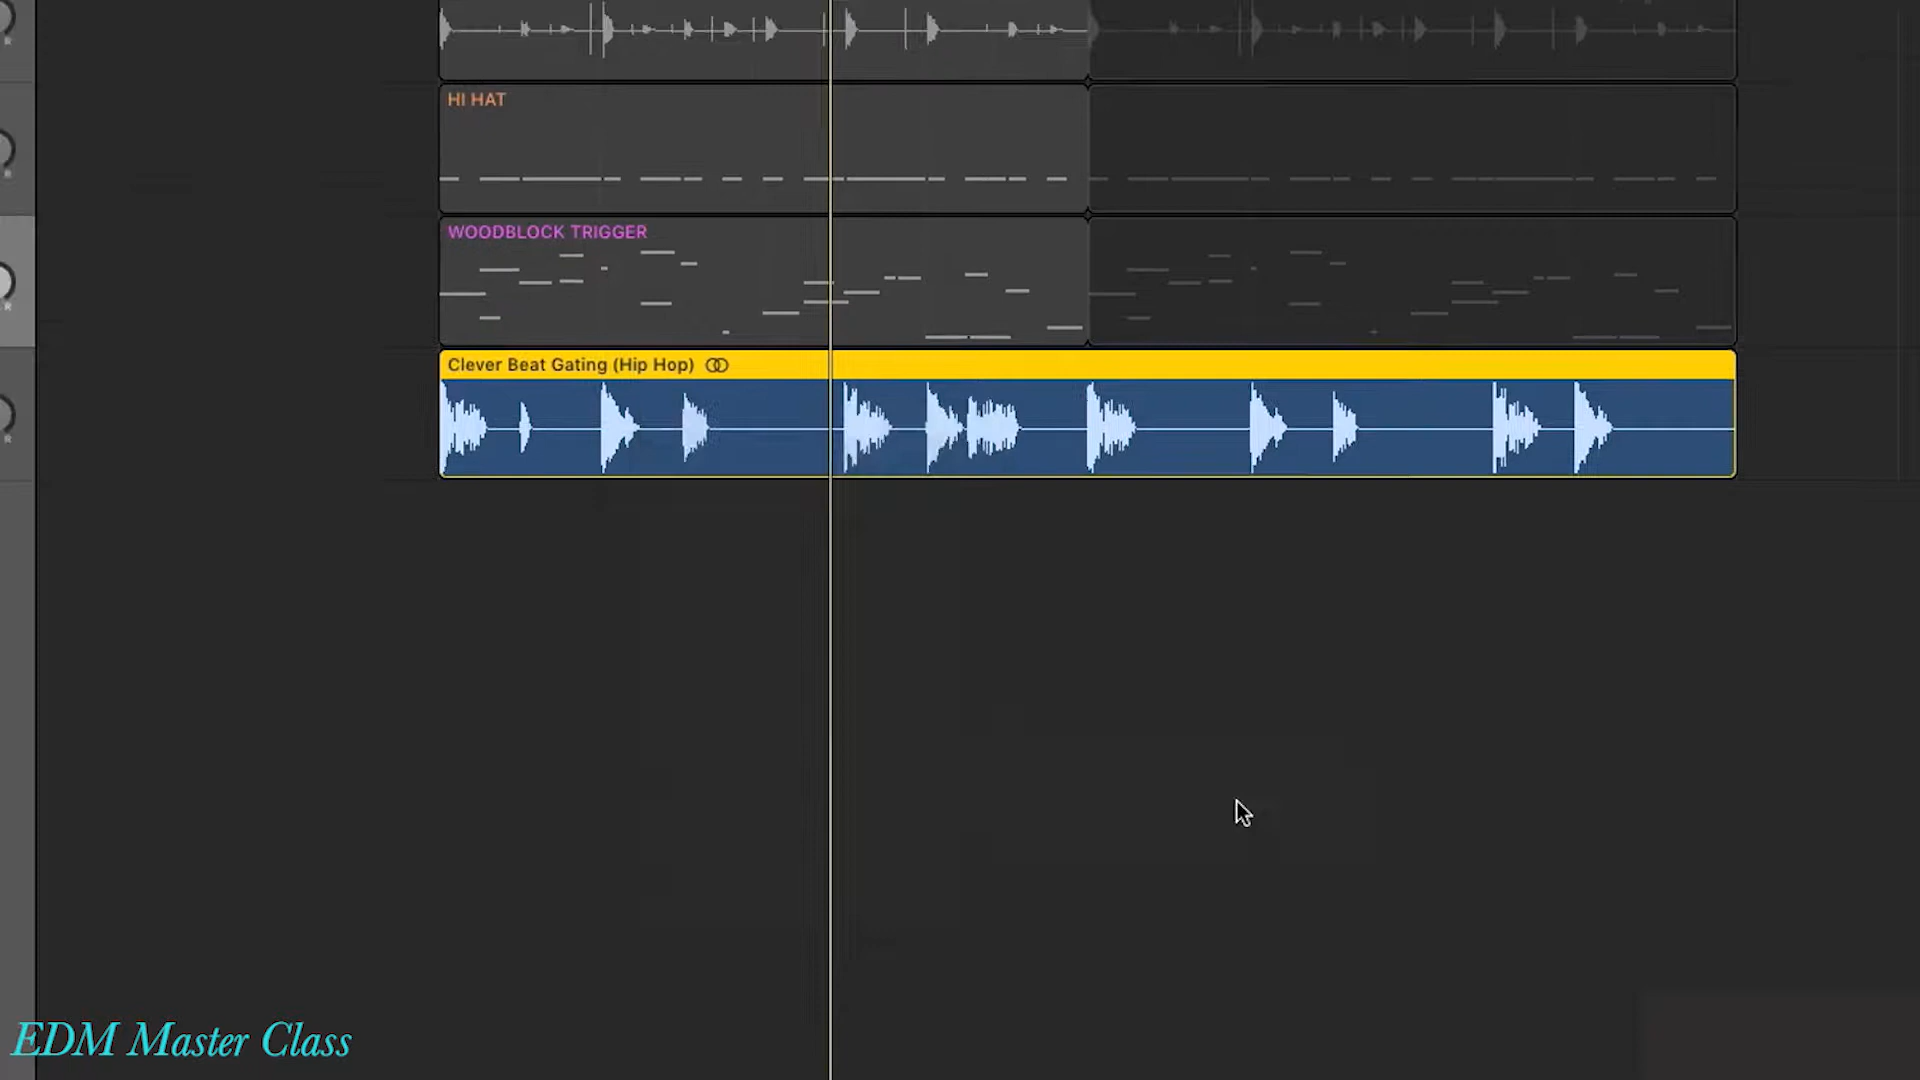 HI HAT
WOODBLOCK TRIGGER
Clever Beat Gating (Hip Hop)
EDM Master Class